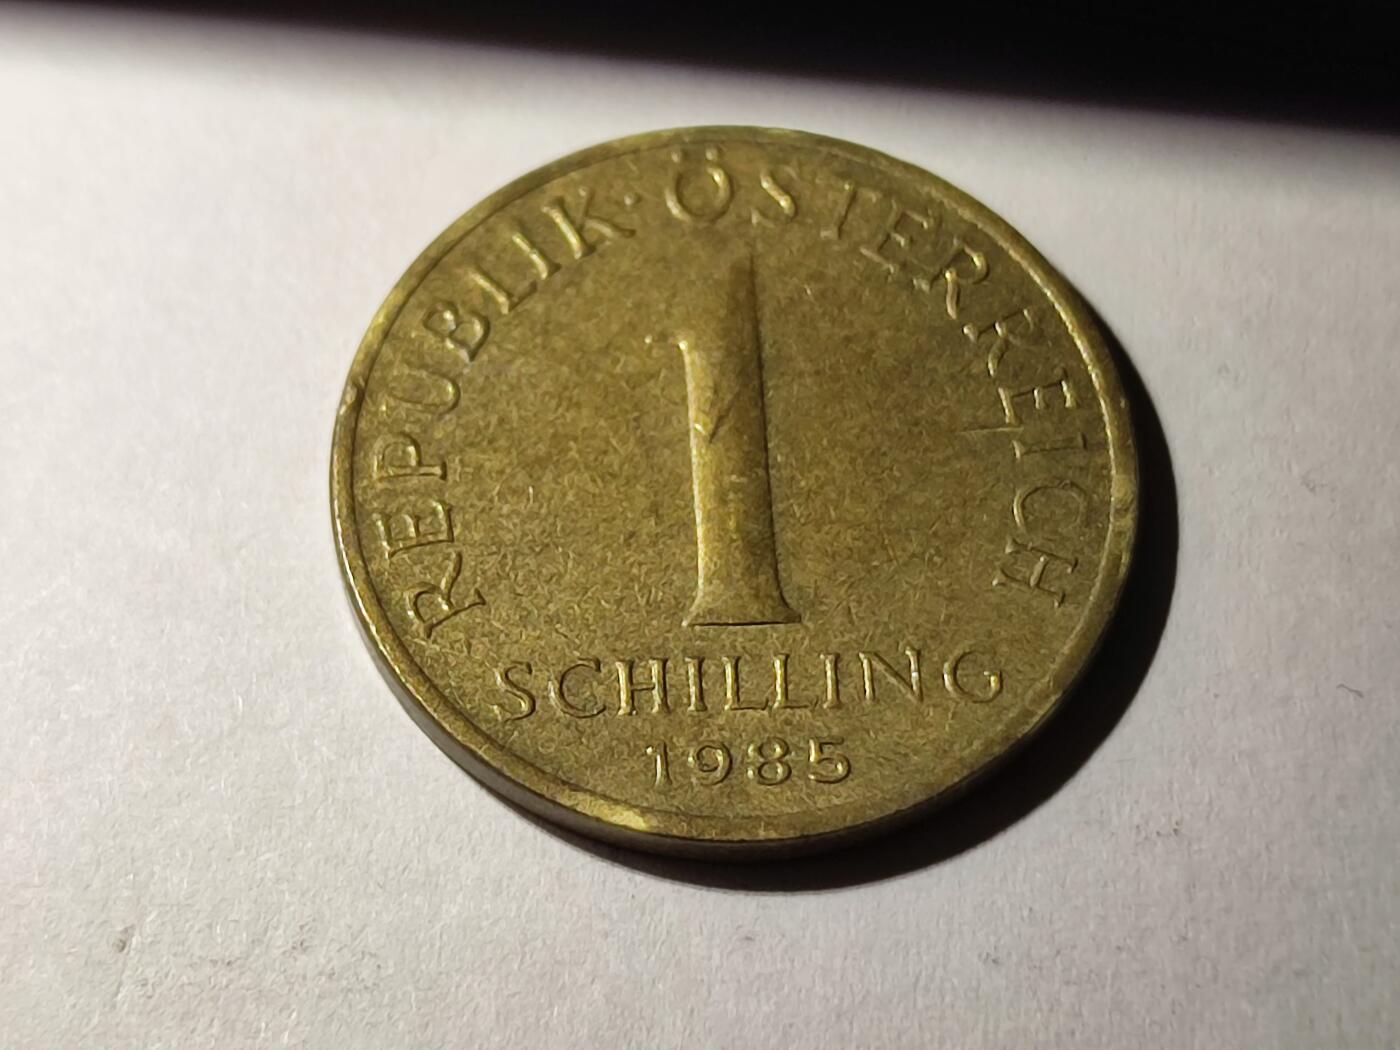 REPUBLIK · ÖSTERREICH
1
SCHILLING
1985